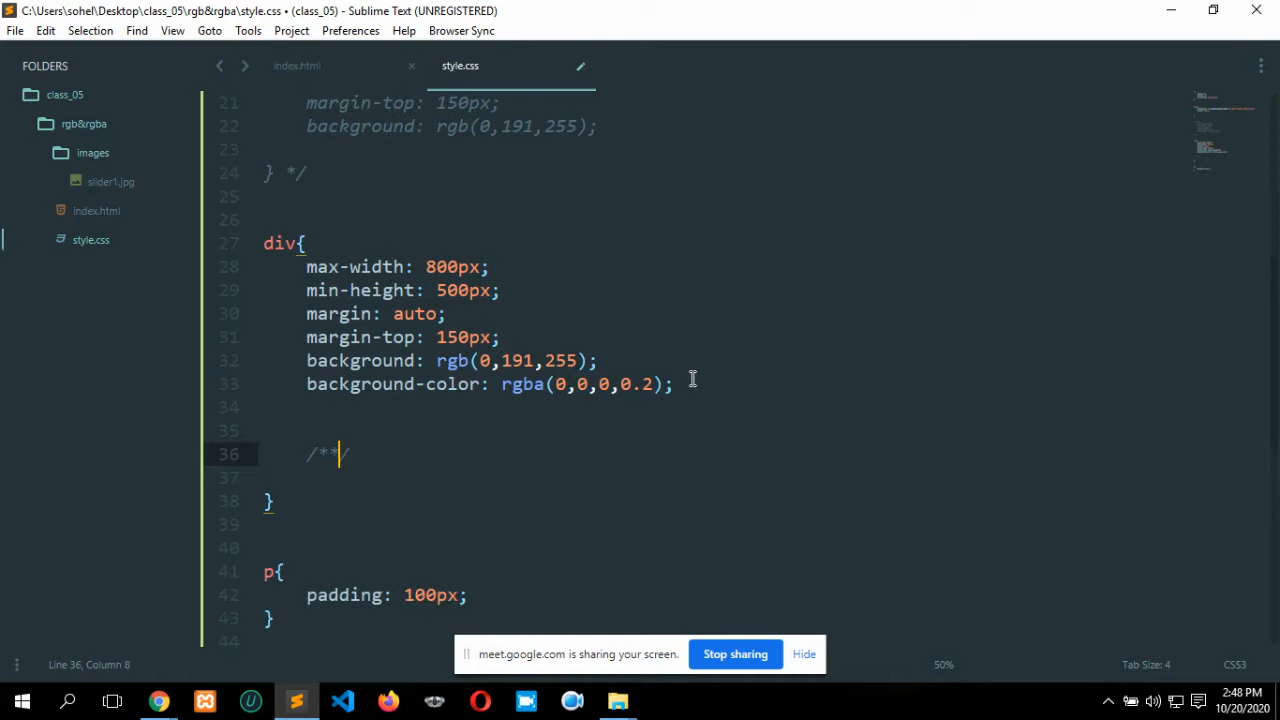 C:\Users\sohel\Desktop\class_05\rgb&rgba\style.css • (class_05) - Sublime Text (UNREGISTERED)
File Edit Selection Find View Goto Tools Project Preferences Help Browser Sync
FOLDERS
class_05
rgb&rgba
images
slider1.jpg
index.html
style.css
index.html style.css
21 margin-top: 150px;
22 background: rgb(0,191,255);
23
24 } */
25
26
27 div{
28 max-width: 800px;
29 min-height: 500px;
30 margin: auto;
31 margin-top: 150px;
32 background: rgb(0,191,255);
33 background-color: rgba(0,0,0,0.2);
34
35
36 /**/
37
38 }
39
40
41 p{
42 padding: 100px;
43 }
44
meet.google.com is sharing your screen. Stop sharing Hide
Line 36, Column 8 50% Tab Size: 4 CSS3
2:48 PM
10/20/2020